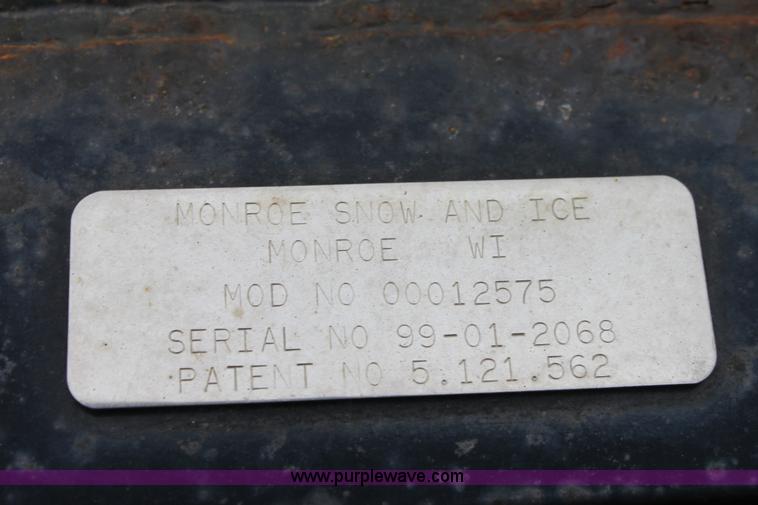 MONROE SNOW AND ICE
MONROE WI
MOD NO 00012575
SERIAL NO 99-01-2068
PATENT NO 5.121.562
www.purplewave.com